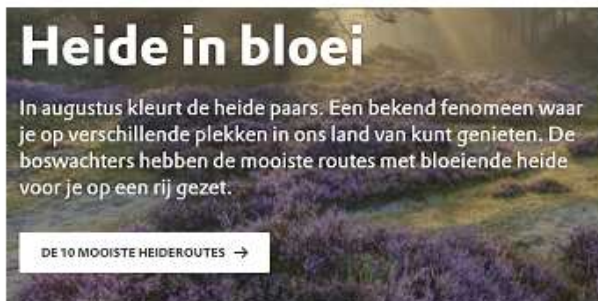 Heide in bloei
In augustus kleurt de heide paars. Een bekend fenomeen waar
je op verschillende plekken in ons land van kunt genieten. De
boswachters hebben de mooiste routes met bloeiende heide
voor je op een rij gezet.
DE 10 MOOISTE HEIDEROUTES →